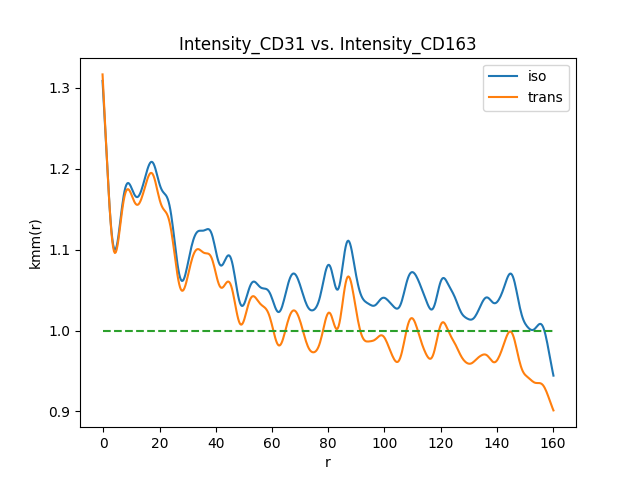 Intensity_CD31 vs. Intensity_CD163
iso
trans
kmm(r)
1.3
1.2
1.1
1.0
0.9
0 20 40 60 80 100 120 140 160
r